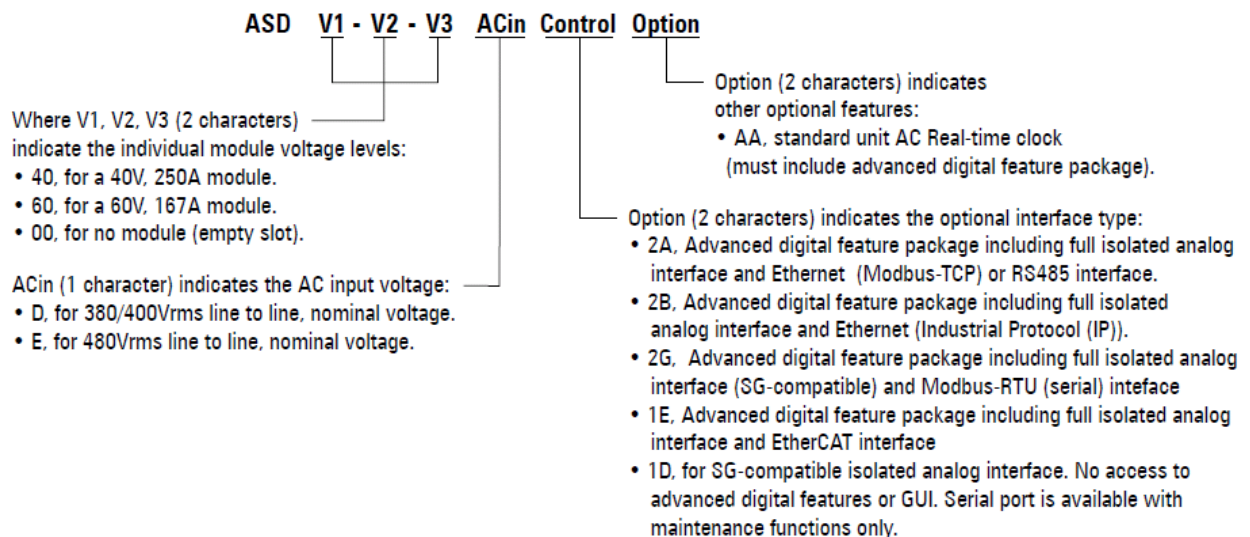 ASD V1 - V2 - V3 ACin Control Option
Option (2 characters) indicates
other optional features:
• AA, standard unit AC Real-time clock
(must include advanced digital feature package).
Where V1, V2, V3 (2 characters)
indicate the individual module voltage levels:
• 40, for a 40V, 250A module.
• 60, for a 60V, 167A module.
• 00, for no module (empty slot).
ACin (1 character) indicates the AC input voltage:
• D, for 380/400Vrms line to line, nominal voltage.
• E, for 480Vrms line to line, nominal voltage.
Option (2 characters) indicates the optional interface type:
• 2A, Advanced digital feature package including full isolated analog
interface and Ethernet (Modbus-TCP) or RS485 interface.
• 2B, Advanced digital feature package including full isolated
analog interface and Ethernet (Industrial Protocol (IP)).
• 2G, Advanced digital feature package including full isolated analog
interface (SG-compatible) and Modbus-RTU (serial) inteface
• 1E, Advanced digital feature package including full isolated analog
interface and EtherCAT interface
• 1D, for SG-compatible isolated analog interface. No access to
advanced digital features or GUI. Serial port is available with
maintenance functions only.